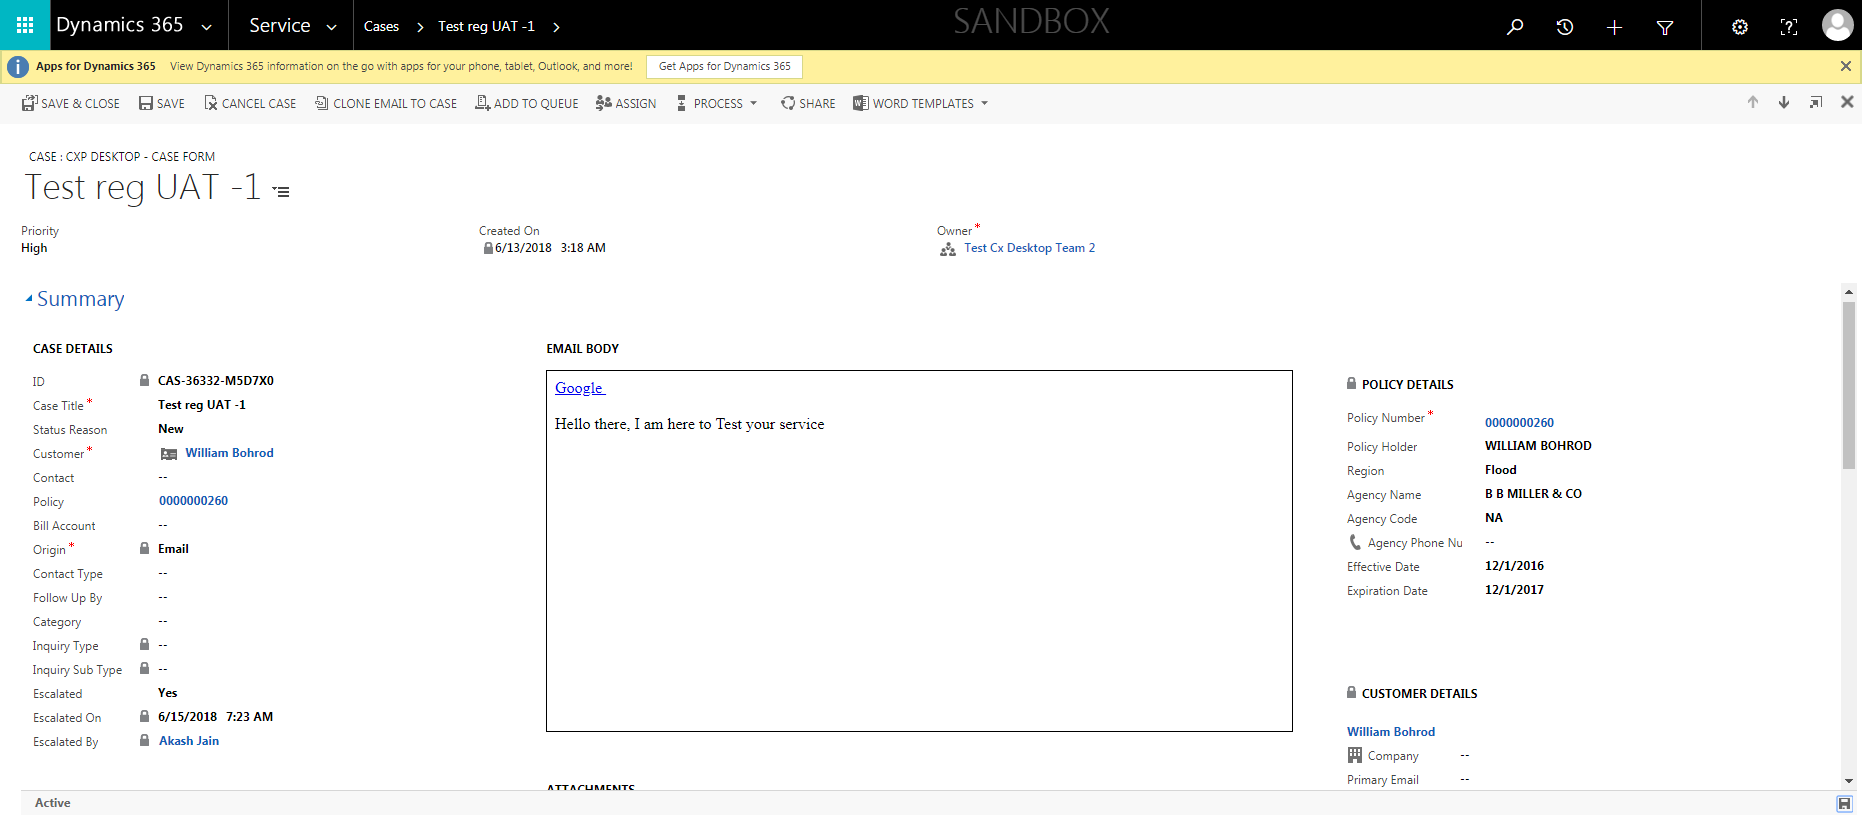 Dynamics 365 Service Cases Test reg UAT -1
SANDBOX
Apps for Dynamics 365 View Dynamics 365 information on the go with apps for your phone, tablet, Outlook, and more! Get Apps for Dynamics 365
SAVE & CLOSE SAVE CANCEL CASE CLONE EMAIL TO CASE ADD TO QUEUE ASSIGN PROCESS SHARE WORD TEMPLATES
CASE : CXP DESKTOP - CASE FORM
Test reg UAT -1
Priority
High
Created On
6/13/2018 3:18 AM
Owner*
Test Cx Desktop Team 2
Summary
CASE DETAILS
ID CAS-36332-M5D7X0
Case Title* Test reg UAT -1
Status Reason New
Customer* William Bohrod
Contact --
Policy 0000000260
Bill Account --
Origin* Email
Contact Type --
Follow Up By --
Category --
Inquiry Type --
Inquiry Sub Type --
Escalated Yes
Escalated On 6/15/2018 7:23 AM
Escalated By Akash Jain
EMAIL BODY
Google
Hello there, I am here to Test your service
ATTACHMENTS
POLICY DETAILS
Policy Number* 0000000260
Policy Holder WILLIAM BOHROD
Region Flood
Agency Name B B MILLER & CO
Agency Code NA
Agency Phone Nu --
Effective Date 12/1/2016
Expiration Date 12/1/2017
CUSTOMER DETAILS
William Bohrod
Company --
Primary Email --
Active